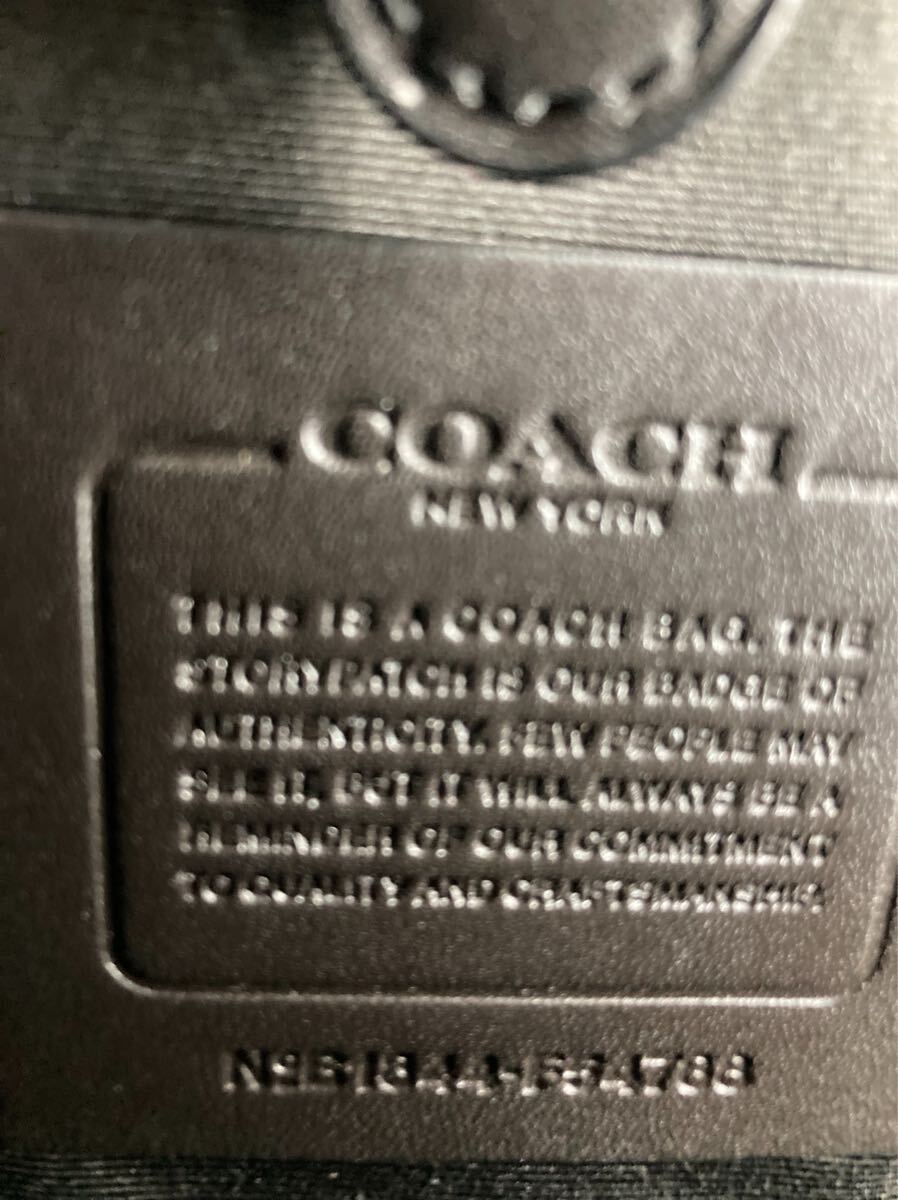 COACH
NEW YORK
THIS IS A COACH BAG. THE
STORYPATCH IS OUR BADGE OF
AUTHENTICITY. FEW PEOPLE MAY
SEE IT, BUT IT WILL ALWAYS BE A
REMINDER OF OUR COMMITMENT
TO QUALITY AND CRAFTSMANSHIP.